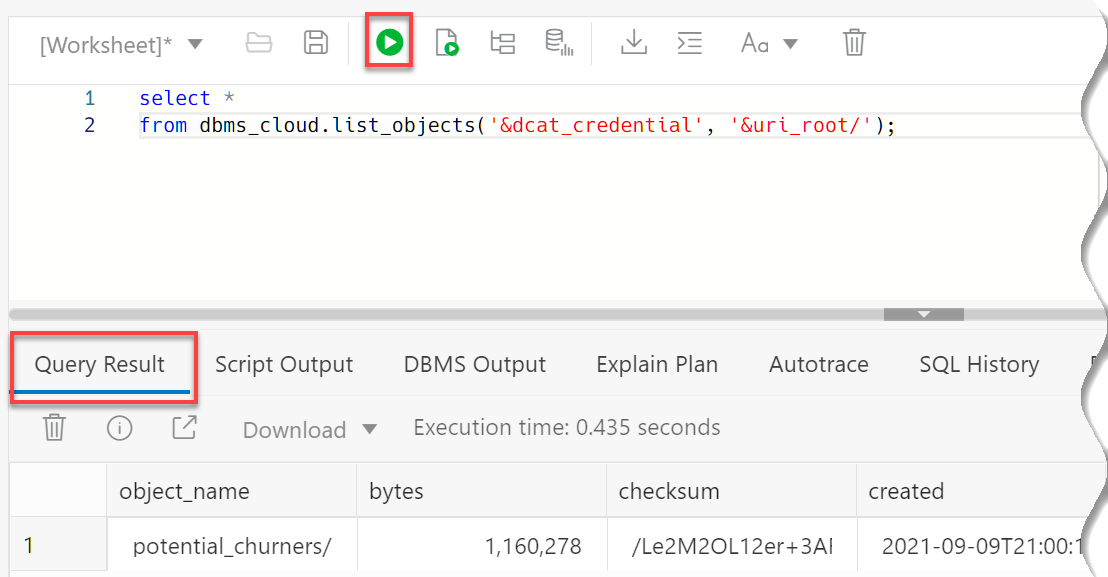 [Worksheet]*
Aa
1 select *
2 from dbms_cloud.list_objects('&dcat_credential', '&uri_root/');
Query Result Script Output DBMS Output Explain Plan Autotrace SQL History
Download Execution time: 0.435 seconds
object_name bytes checksum created
1 potential_churners/ 1,160,278 /Le2M2OL12er+3A 2021-09-09T21:00:1